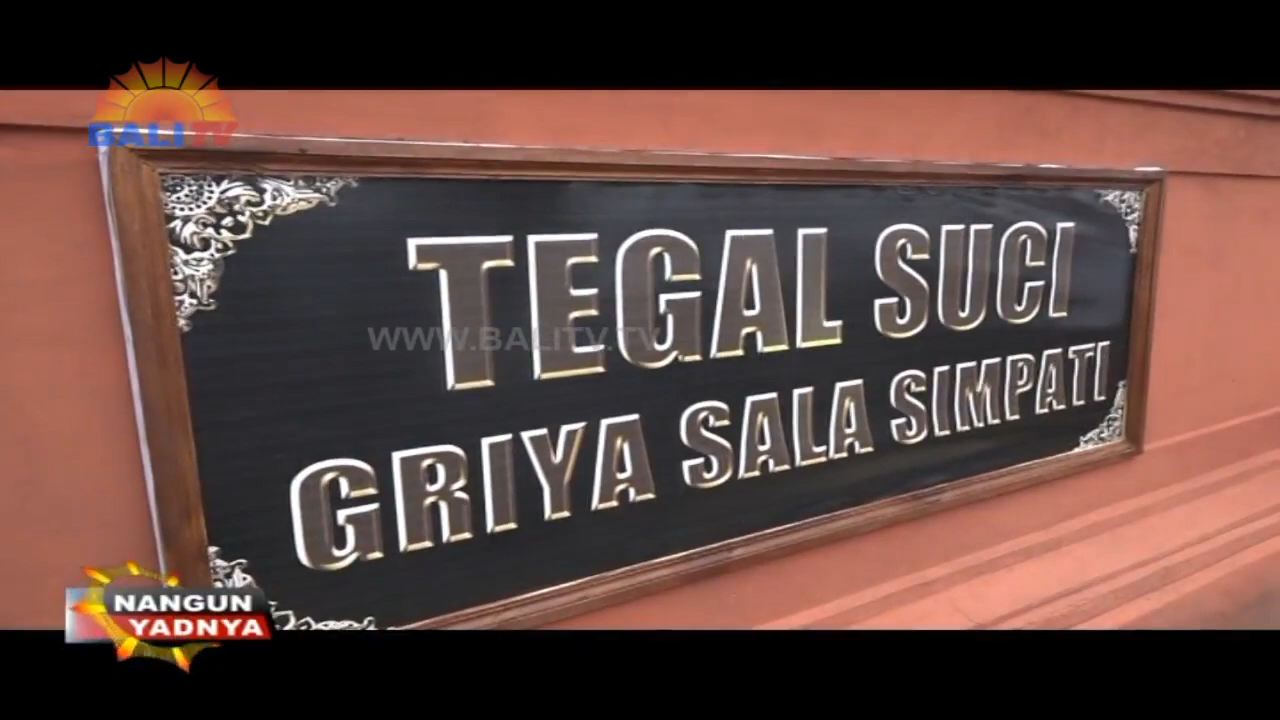 BALI TV
TEGAL SUCI
WWW.BALITV.TV
GRIYA SALA SIMPATI
NANGUN
YADNYA